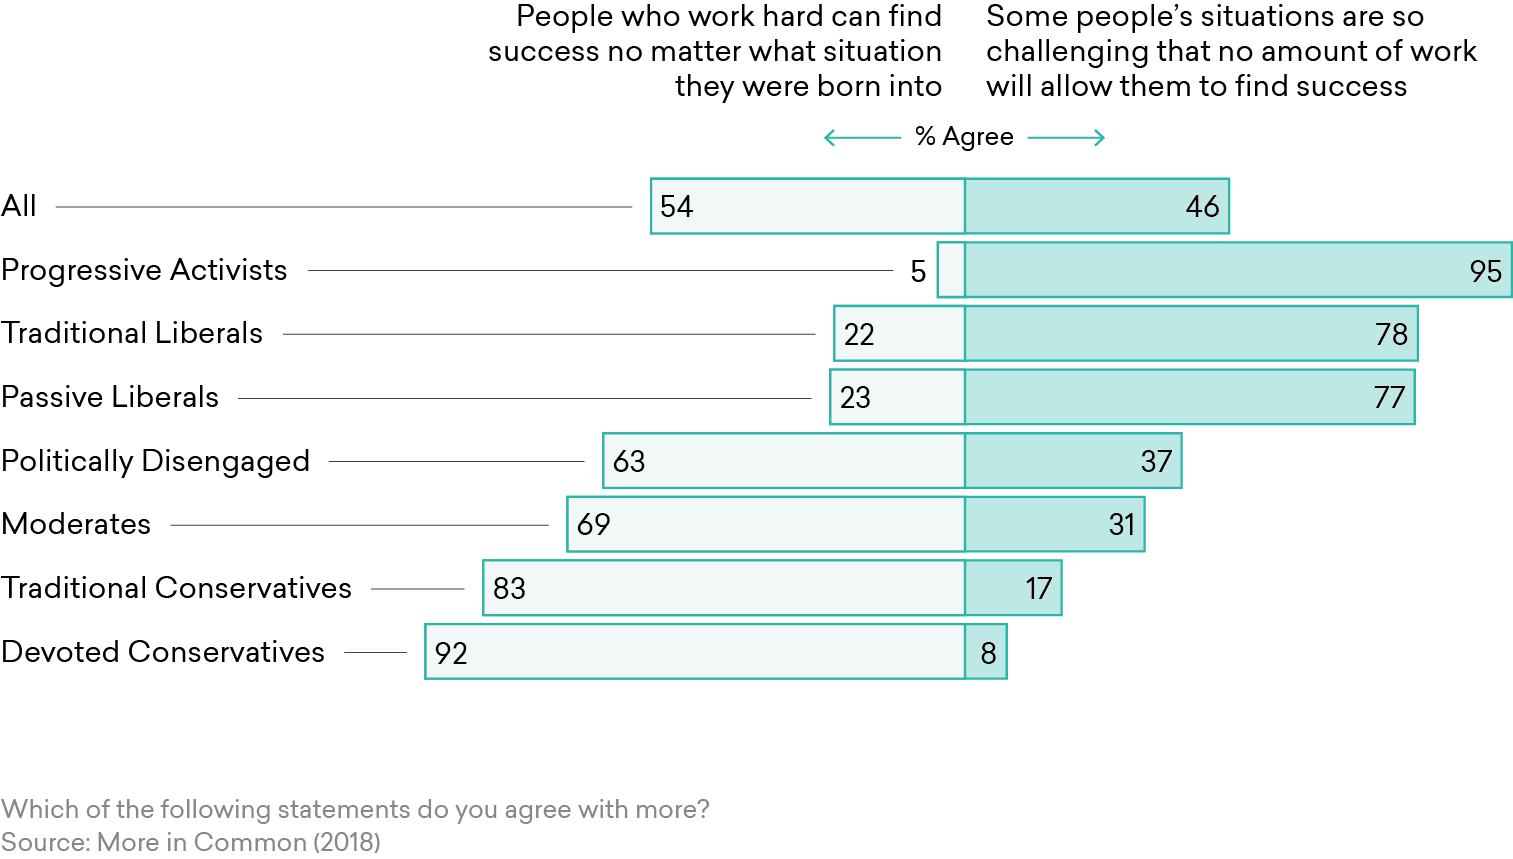 People who work hard can find
success no matter what situation
they were born into
Some people’s situations are so
challenging that no amount of work
will allow them to find success
% Agree
All 54 46
Progressive Activists 5 95
Traditional Liberals 22 78
Passive Liberals 23 77
Politically Disengaged 63 37
Moderates 69 31
Traditional Conservatives 83 17
Devoted Conservatives 92 8
Which of the following statements do you agree with more?
Source: More in Common (2018)